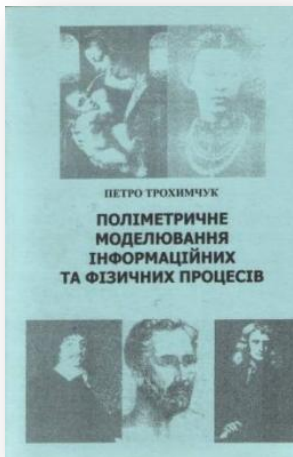 ПЕТРО ТРОХИМЧУК
ПОЛІМЕТРИЧНЕ
МОДЕЛЮВАННЯ
ІНФОРМАЦІЙНИХ
ТА ФІЗИЧНИХ ПРОЦЕСІВ